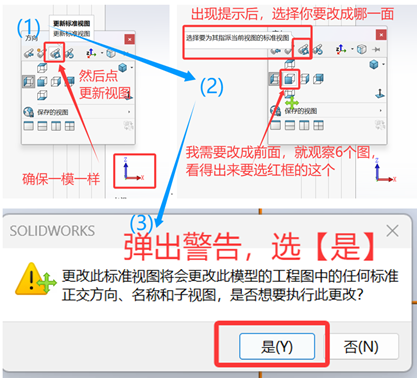 (1)
更新标准视图
更新标准视图
方向
然后点
更新视图
保存的视图
确保一模一样
出现提示后，选择你要改成哪一面
选择要为其指派当前视图的标准视图
(2)
保存的视图
我需要改成前面，就观察6个图，
看得出来要选红框的这个
(3)
SOLIDWORKS
弹出警告，选【是】
更改此标准视图将会更改此模型的工程图中的任何标准
正交方向、名称和子视图，是否想要执行此更改?
是(Y)
否(N)